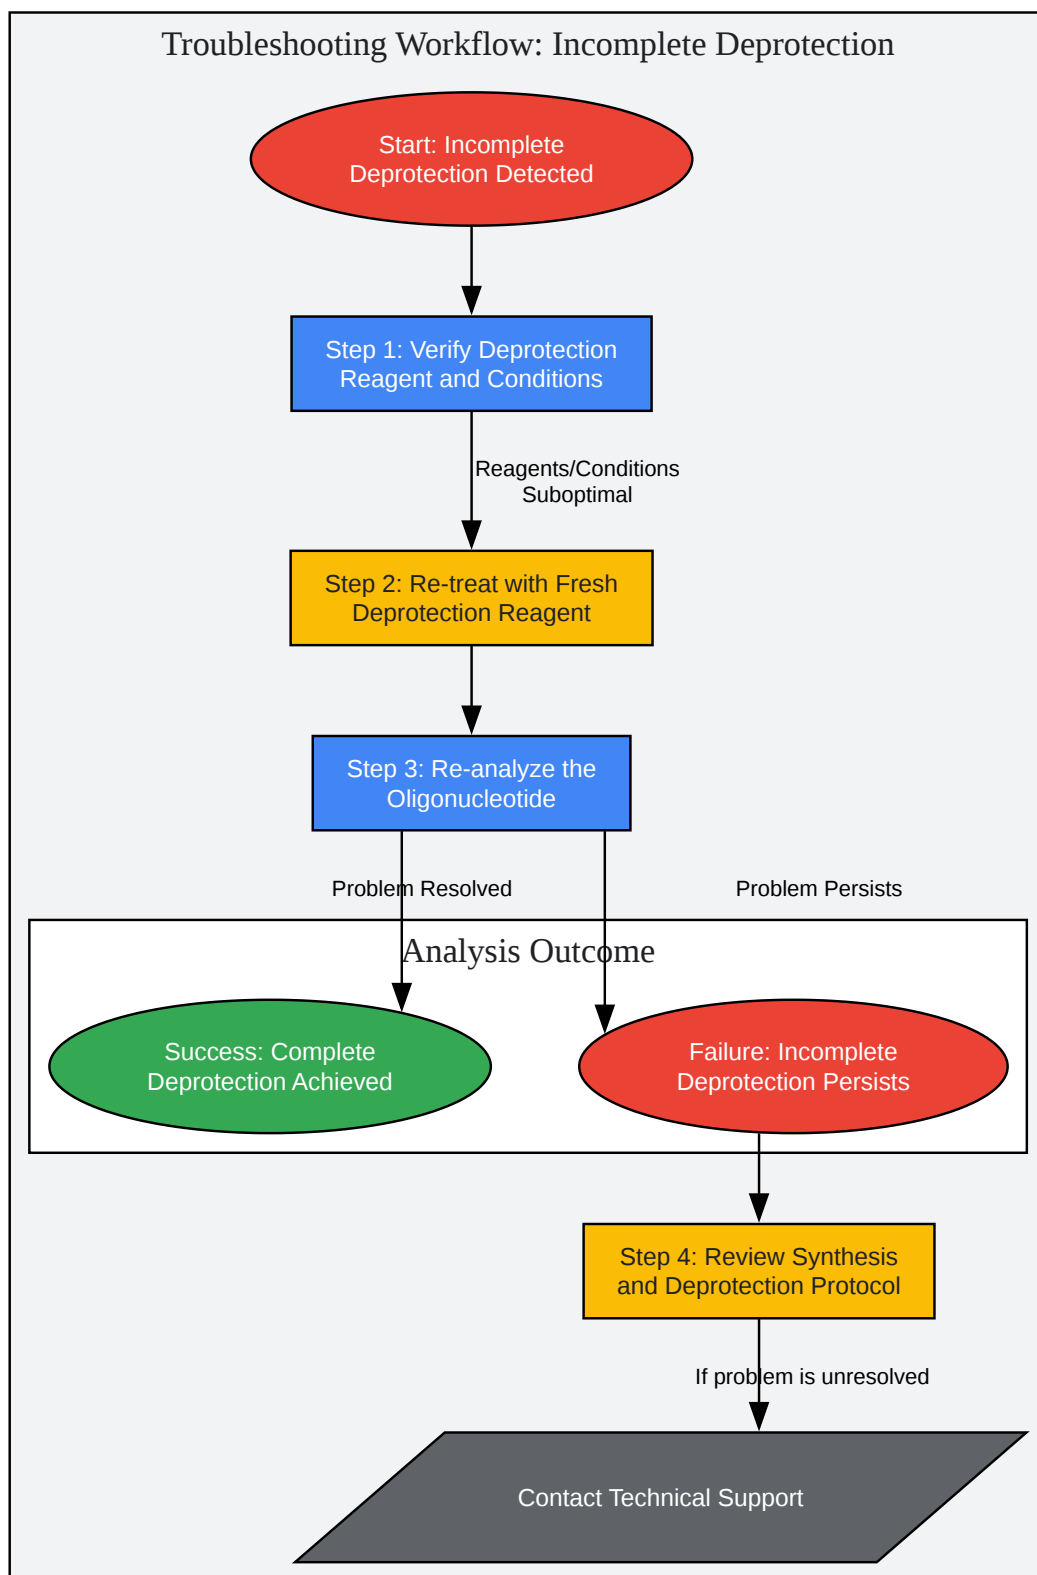 Troubleshooting Workflow: Incomplete Deprotection
Start: Incomplete
Deprotection Detected
Step 1: Verify Deprotection
Reagent and Conditions
Reagents/Conditions
Suboptimal
Step 2: Re-treat with Fresh
Deprotection Reagent
Step 3: Re-analyze the
Oligonucleotide
Problem Resolved
Problem Persists
Analysis Outcome
Success: Complete
Deprotection Achieved
Failure: Incomplete
Deprotection Persists
Step 4: Review Synthesis
and Deprotection Protocol
If problem is unresolved
Contact Technical Support